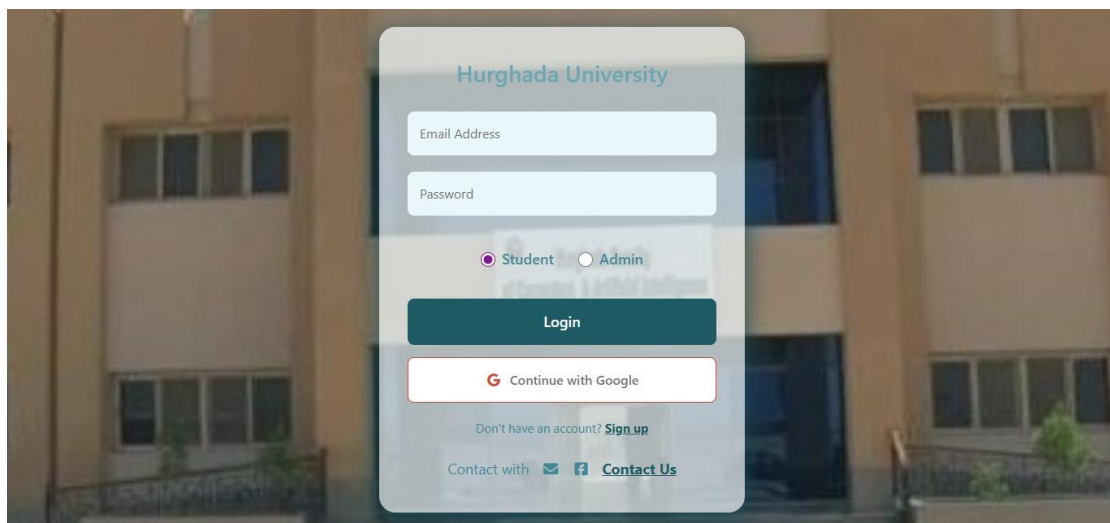 Hurghada University
Email Address
Password
Student Admin
Login
G Continue with Google
Don't have an account? Sign up
Contact with Contact Us